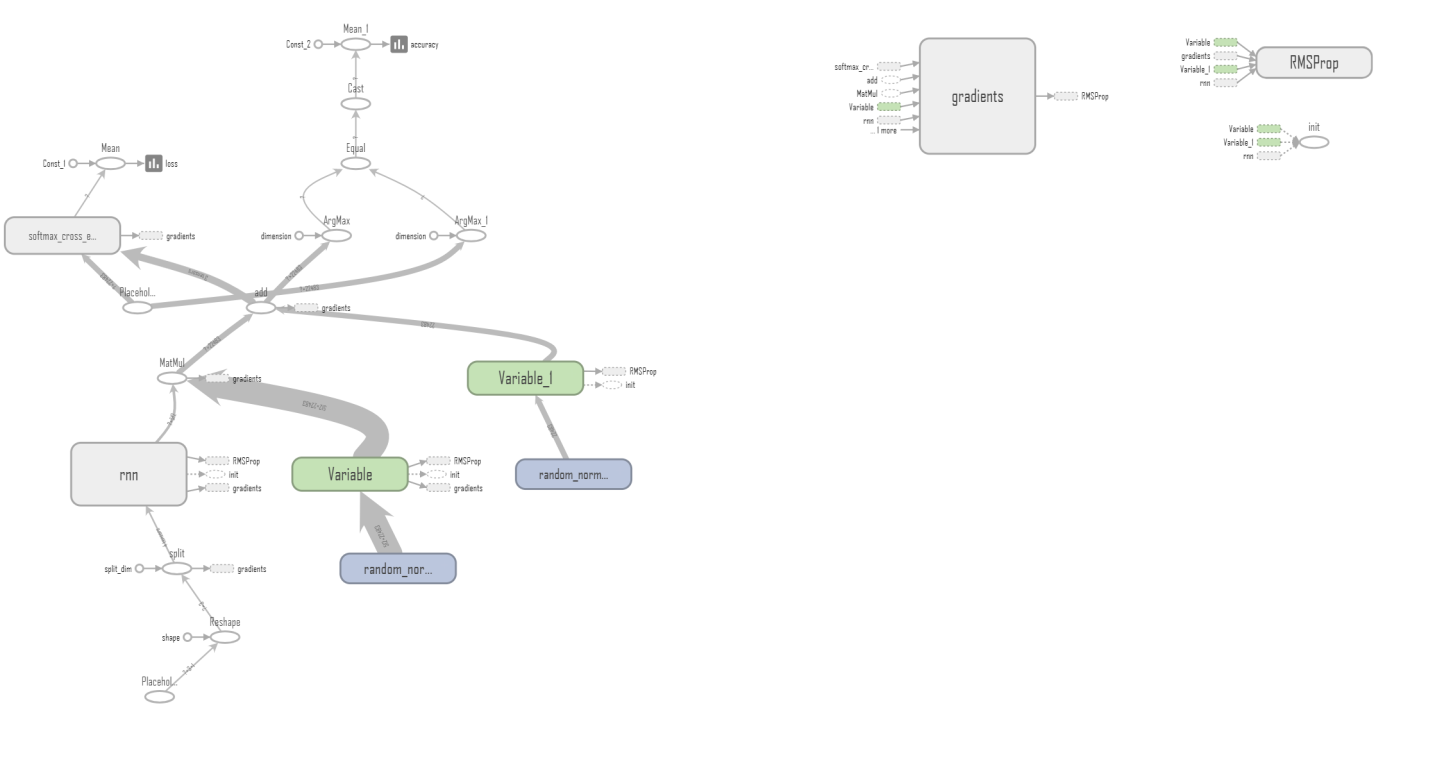 Mean_1
Const_2
accuracy
Cast
Equal
Mean
Const_1
loss
ArgMax
dimension
ArgMax_1
dimension
softmax_cross_e...
gradients
Placehol...
add
gradients
MatMul
gradients
Variable_1
RMSProp
init
rnn
RMSProp
init
gradients
Variable
RMSProp
init
gradients
random_norm...
split
split_dim
gradients
random_nor...
Reshape
shape
Placehol...
softmax_cr...
add
MatMul
Variable
rnn
... 1 more
gradients
RMSProp
Variable
gradients
Variable_1
rnn
RMSProp
Variable
Variable_1
rnn
init